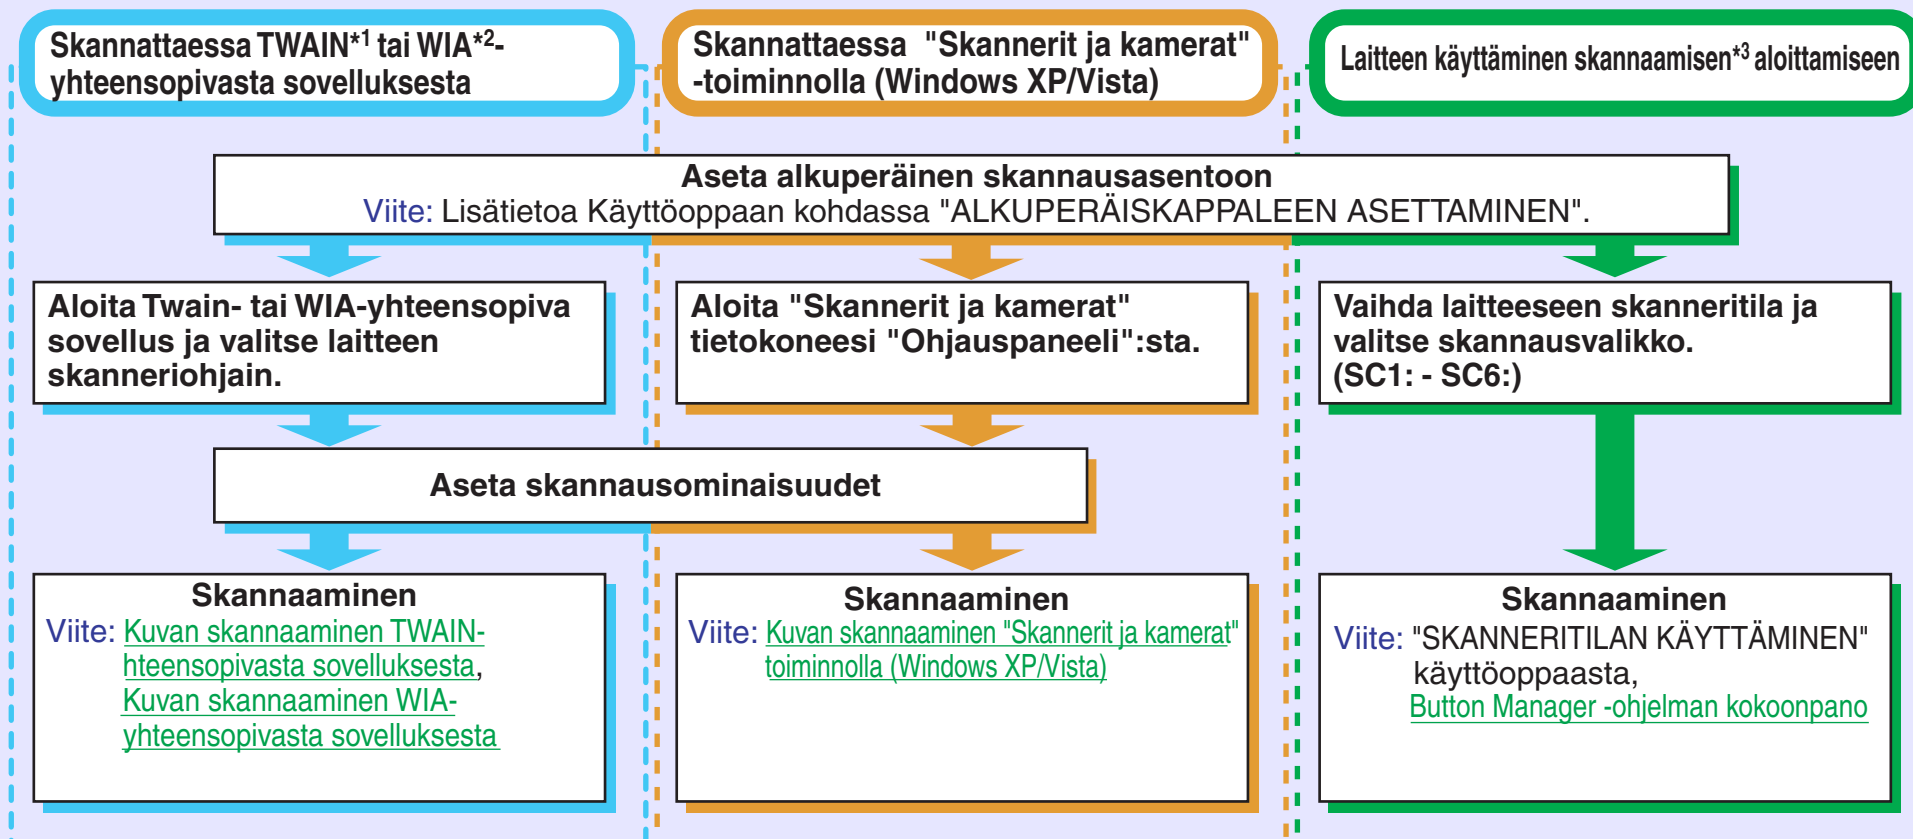 Skannattaessa TWAIN*1 tai WIA*2-
yhteensopivasta sovelluksesta
Skannattaessa "Skannerit ja kamerat"
-toiminnolla (Windows XP/Vista)
Laitteen käyttäminen skannaamisen*3 aloittamiseen
Aseta alkuperäinen skannausasentoon
Viite: Lisätietoa Käyttöoppaan kohdassa "ALKUPERÄISKAPPALEEN ASETTAMINEN".
Aloita Twain- tai WIA-yhteensopiva
sovellus ja valitse laitteen
skanneriohjain.
Aloita "Skannerit ja kamerat"
tietokoneesi "Ohjauspaneeli":sta.
Vaihda laitteeseen skanneritila ja
valitse skannausvalikko.
(SC1: - SC6:)
Aseta skannausominaisuudet
Skannaaminen
Viite: Kuvan skannaaminen TWAIN-
hteensopivasta sovelluksesta,
Kuvan skannaaminen WIA-
yhteensopivasta sovelluksesta
Skannaaminen
Viite: Kuvan skannaaminen "Skannerit ja kamerat"
toiminnolla (Windows XP/Vista)
Skannaaminen
Viite: "SKANNERITILAN KÄYTTÄMINEN"
käyttöoppaasta,
Button Manager -ohjelman kokoonpano